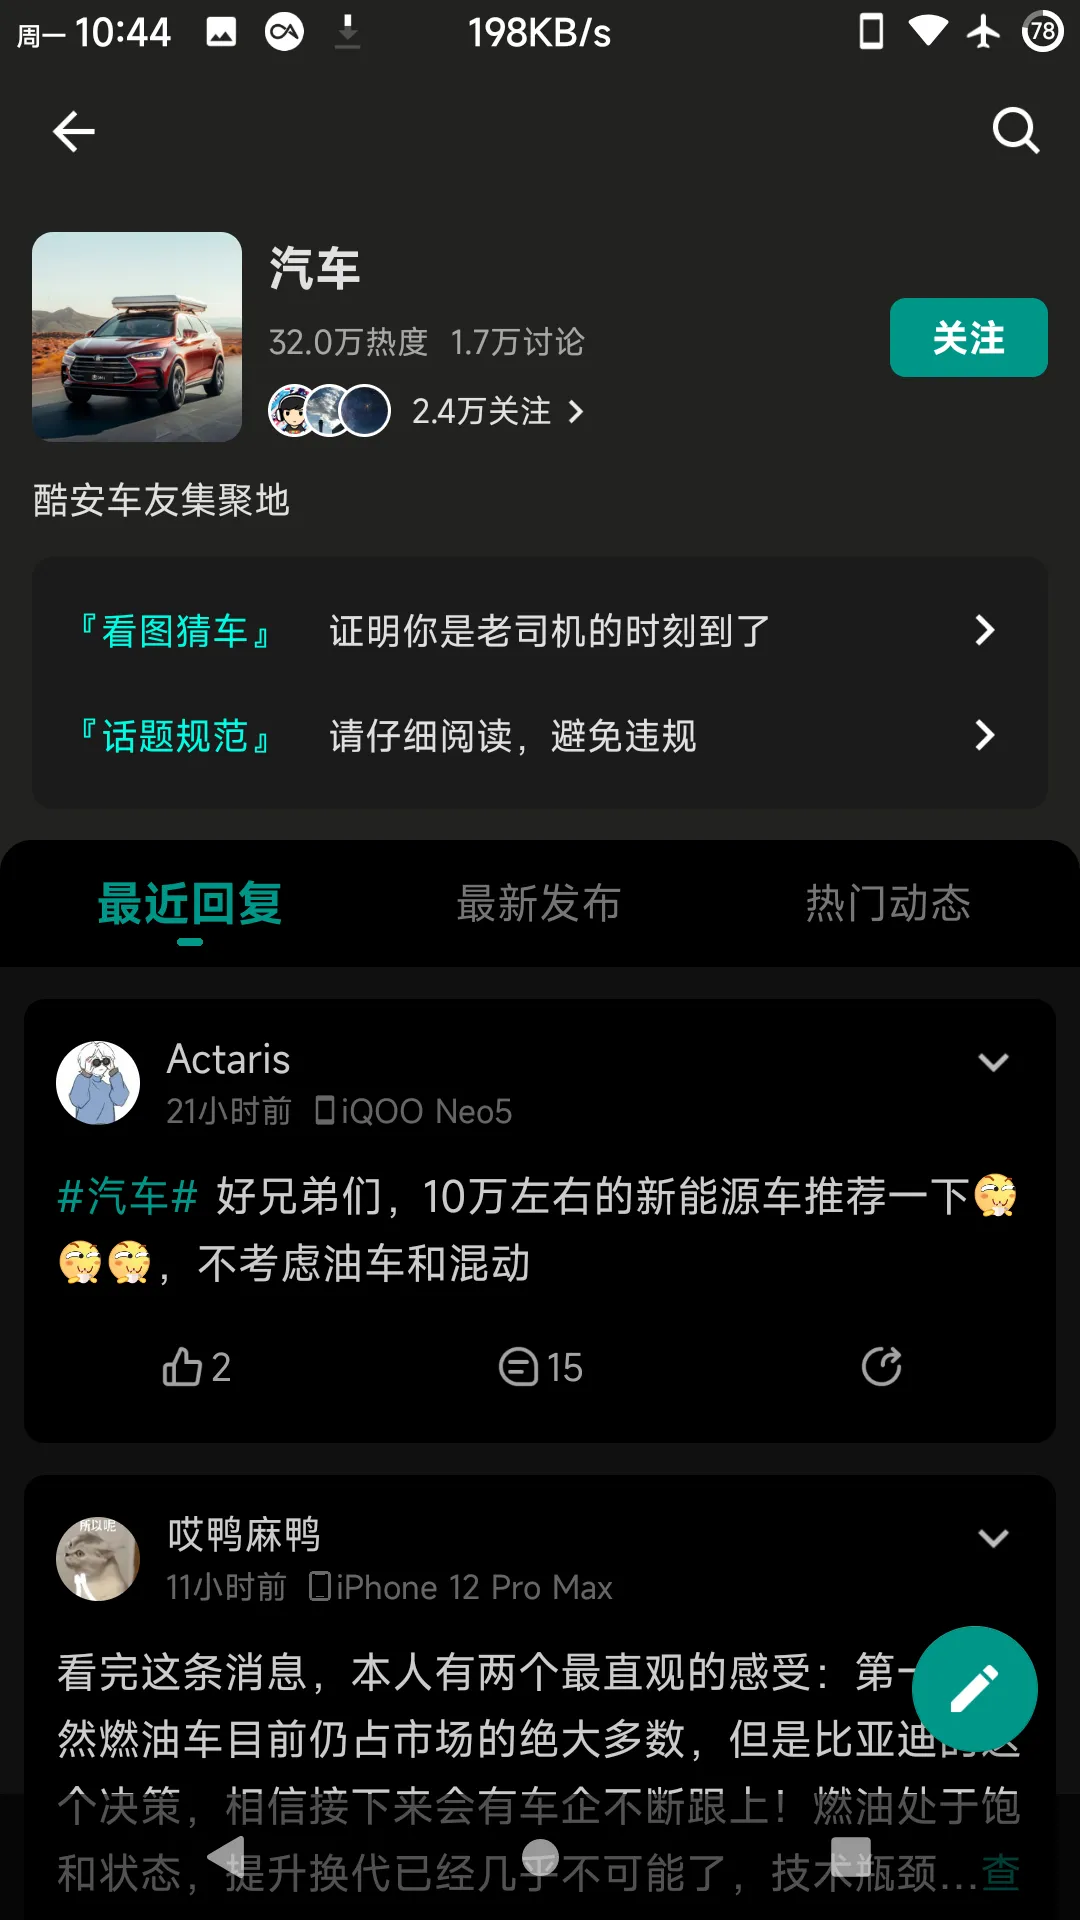 周一 10:44
198KB/s
78
汽车
32.0万热度 1.7万讨论
关注
2.4万关注
酷安车友集聚地
『看图猜车』 证明你是老司机的时刻到了
『话题规范』 请仔细阅读，避免违规
最近回复 最新发布 热门动态
Actaris
21小时前 iQOO Neo5
#汽车# 好兄弟们，10万左右的新能源车推荐一下
，不考虑油车和混动
2 15
所以呢
哎鸭麻鸭
11小时前 iPhone 12 Pro Max
看完这条消息，本人有两个最直观的感受：第一
然燃油车目前仍占市场的绝大多数，但是比亚迪的这
个决策，相信接下来会有车企不断跟上！燃油处于饱
和状态，提升换代已经几乎不可能了，技术瓶颈...查